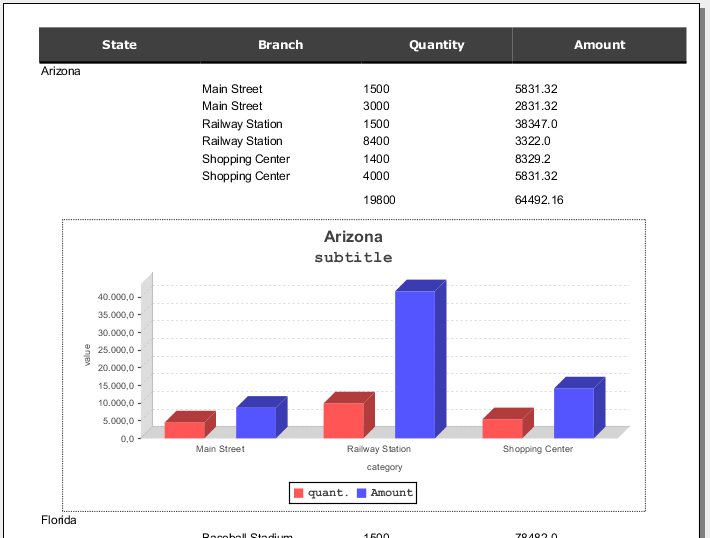 State Branch Quantity Amount
Arizona
Main Street 1500 5831.32
Main Street 3000 2831.32
Railway Station 1500 38347.0
Railway Station 8400 3322.0
Shopping Center 1400 8329.2
Shopping Center 4000 5831.32
19800 64492.16
Arizona
subtitle
40.000,0
35.000,0
30.000,0
25.000,0
20.000,0
15.000,0
10.000,0
5.000,0
0,0
value
Main Street Railway Station Shopping Center
category
quant. Amount
Florida
Baseball Stadium 1500 78482.0